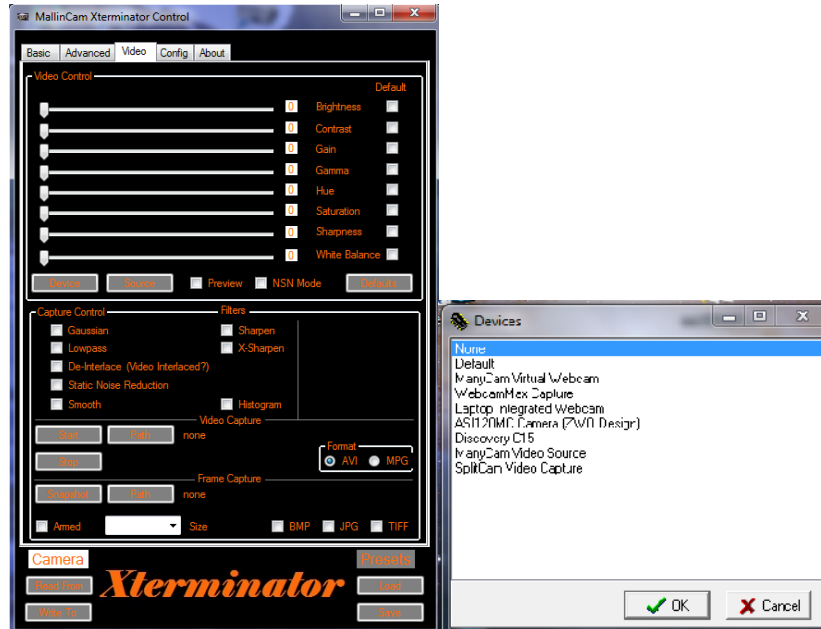 MallinCam Xterminator Control
Basic Advanced Video Config About
Video Control
Default
0 Brightness
0 Contrast
0 Gain
0 Gamma
0 Hue
0 Saturation
0 Sharpness
0 White Balance
Device Source Preview NSN Mode Defaults
Capture Control Filters
Gaussian Sharpen
Lowpass X-Sharpen
De-Interlace (Video Interlaced?)
Static Noise Reduction
Smooth Histogram
Video Capture
Start Path none
Format
Stop AVI MPG
Frame Capture
Snapshot Path none
Armed Size BMP JPG TIFF
Camera Presets
Read From Xterminator Load
Write To Save
Devices
None
Default
ManyCam Virtual Webcam
WebcamMax Capture
Laptop Integrated Webcam
ASI120MC Camera (ZWO Design)
Discovery C15
ManyCam Video Source
SplitCam Video Capture
OK Cancel